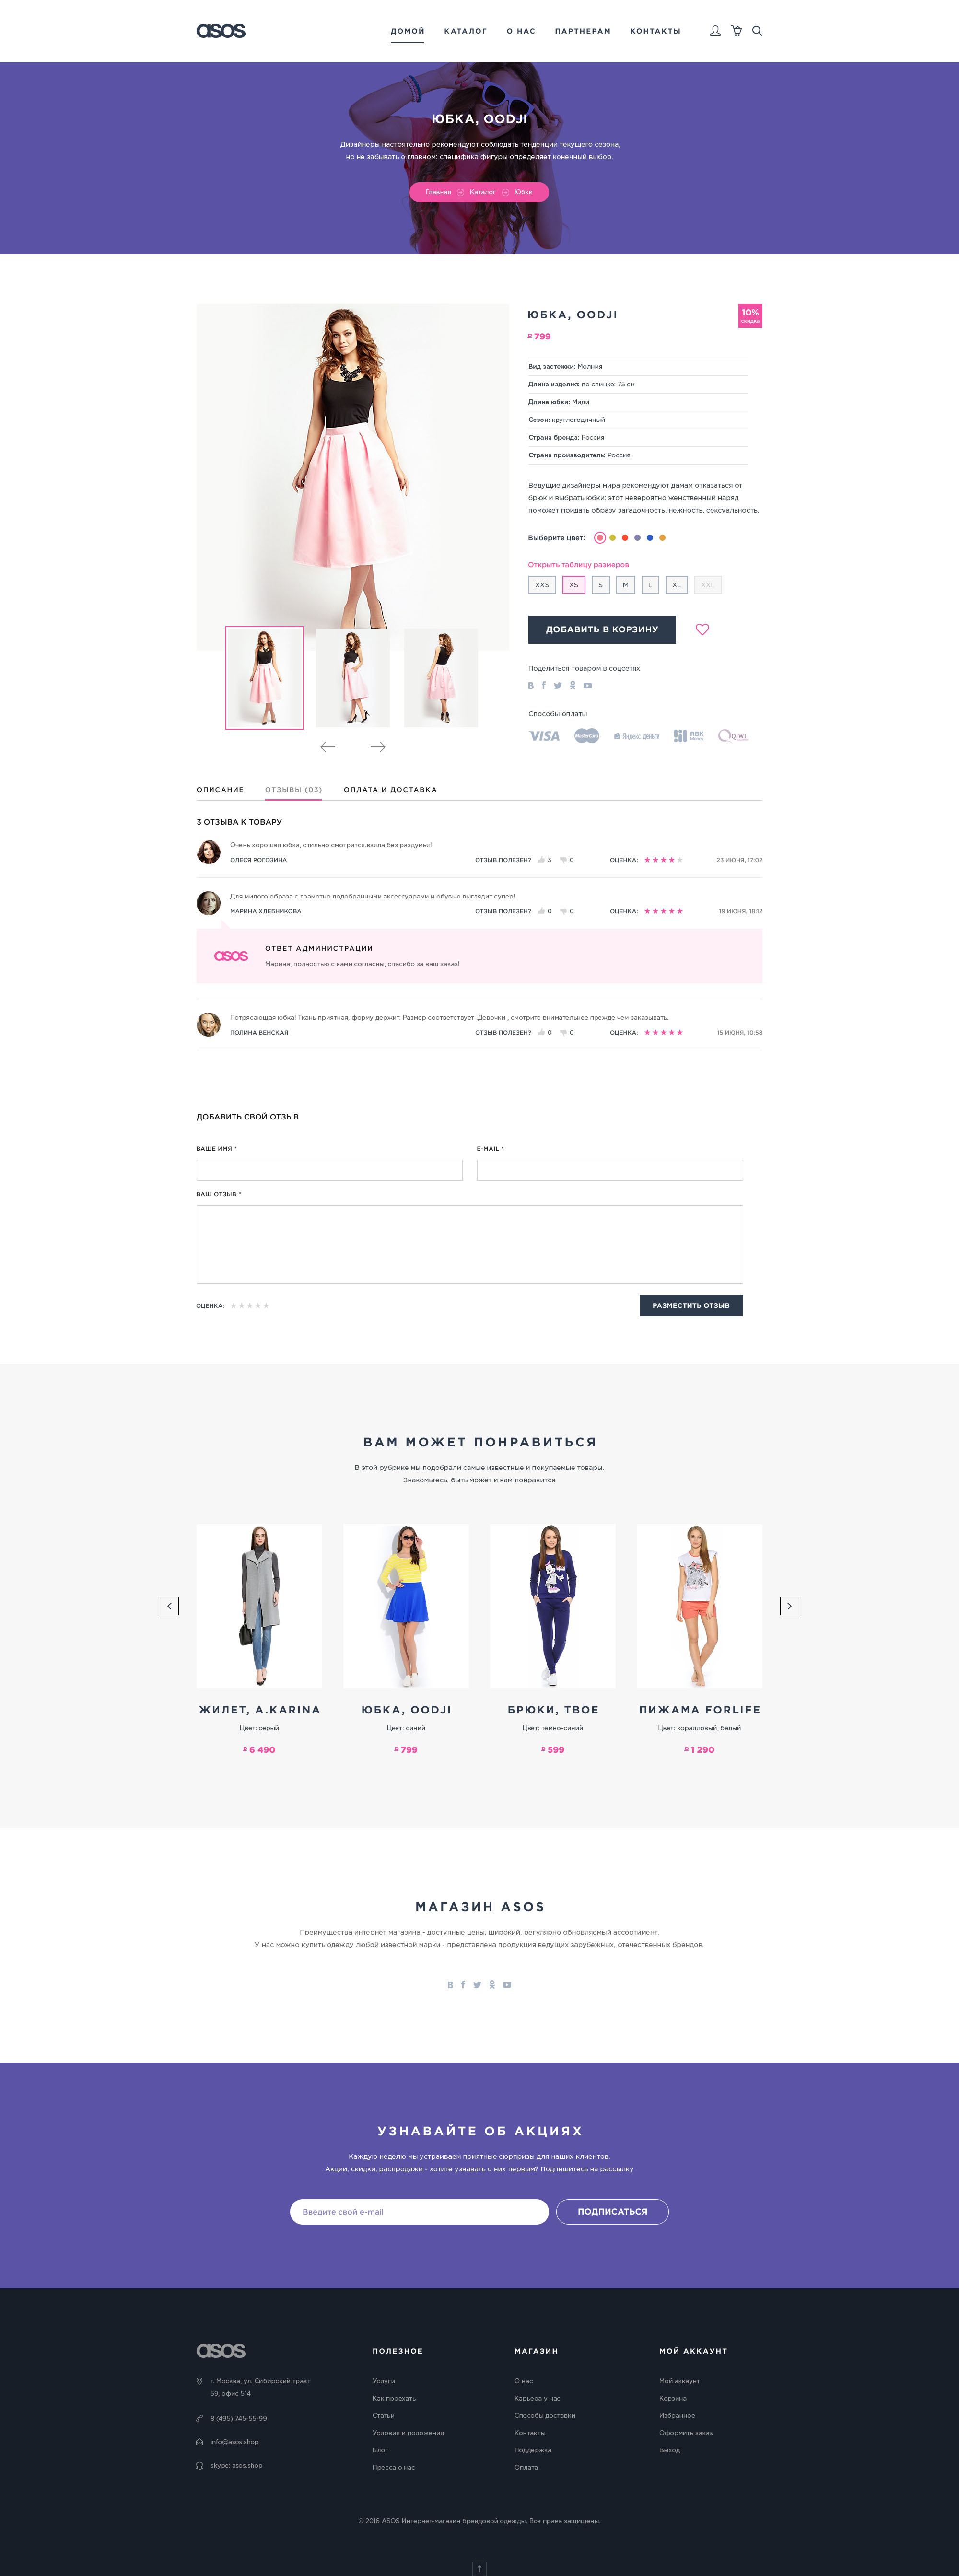 asos
ДОМОЙ КАТАЛОГ О НАС ПАРТНЕРАМ КОНТАКТЫ
ЮБКА, OODJI
Дизайнеры настоятельно рекомендуют соблюдать тенденции текущего сезона,
но не забывать о главном: специфика фигуры определяет конечный выбор.
Главная Каталог Юбки
ЮБКА, OODJI
10%
скидка
₽ 799
Вид застежки: Молния
Длина изделия: по спинке: 75 см
Длина юбки: Миди
Сезон: круглогодичный
Страна бренда: Россия
Страна производитель: Россия
Ведущие дизайнеры мира рекомендуют дамам отказаться от
брюк и выбрать юбки: этот невероятно женственный наряд
поможет придать образу загадочность, нежность, сексуальность.
Выберите цвет:
Открыть таблицу размеров
XXS XS S M L XL XXL
ДОБАВИТЬ В КОРЗИНУ
Поделиться товаром в соцсетях
Способы оплаты
VISA MasterCard Яндекс деньги RBK Money QIWI
ОПИСАНИЕ ОТЗЫВЫ (03) ОПЛАТА И ДОСТАВКА
3 ОТЗЫВА К ТОВАРУ
Очень хорошая юбка, стильно смотрится.взяла без раздумья!
ОЛЕСЯ РОГОЗИНА ОТЗЫВ ПОЛЕЗЕН? 3 0 ОЦЕНКА: 23 ИЮНЯ, 17:02
Для милого образа с грамотно подобранными аксессуарами и обувью выглядит супер!
МАРИНА ХЛЕБНИКОВА ОТЗЫВ ПОЛЕЗЕН? 0 0 ОЦЕНКА: 19 ИЮНЯ, 18:12
asos
ОТВЕТ АДМИНИСТРАЦИИ
Марина, полностью с вами согласны, спасибо за ваш заказ!
Потрясающая юбка! Ткань приятная, форму держит. Размер соответствует .Девочки , смотрите внимательнее прежде чем заказывать.
ПОЛИНА ВЕНСКАЯ ОТЗЫВ ПОЛЕЗЕН? 0 0 ОЦЕНКА: 15 ИЮНЯ, 10:58
ДОБАВИТЬ СВОЙ ОТЗЫВ
ВАШЕ ИМЯ * E-MAIL *
ВАШ ОТЗЫВ *
ОЦЕНКА:
РАЗМЕСТИТЬ ОТЗЫВ
ВАМ МОЖЕТ ПОНРАВИТЬСЯ
В этой рубрике мы подобрали самые известные и покупаемые товары.
Знакомьтесь, быть может и вам понравится
ЖИЛЕТ, A.KARINA ЮБКА, OODJI БРЮКИ, ТВОЕ ПИЖАМА FORLIFE
Цвет: серый Цвет: синий Цвет: темно-синий Цвет: коралловый, белый
₽ 6 490 ₽ 799 ₽ 599 ₽ 1 290
МАГАЗИН ASOS
Преимущества интернет магазина - доступные цены, широкий, регулярно обновляемый ассортимент.
У нас можно купить одежду любой известной марки - представлена продукция ведущих зарубежных, отечественных брендов.
УЗНАВАЙТЕ ОБ АКЦИЯХ
Каждую неделю мы устраиваем приятные сюрпризы для наших клиентов.
Акции, скидки, распродажи - хотите узнавать о них первым? Подпишитесь на рассылку
Введите свой e-mail
ПОДПИСАТЬСЯ
asos
г. Москва, ул. Сибирский тракт
59, офис 514
8 (495) 745-55-99
info@asos.shop
skype: asos.shop
ПОЛЕЗНОЕ
Услуги
Как проехать
Статьи
Условия и положения
Блог
Пресса о нас
МАГАЗИН
О нас
Карьера у нас
Способы доставки
Контакты
Поддержка
Оплата
МОЙ АККАУНТ
Мой аккаунт
Корзина
Избранное
Оформить заказ
Выход
© 2016 ASOS Интернет-магазин брендовой одежды. Все права защищены.